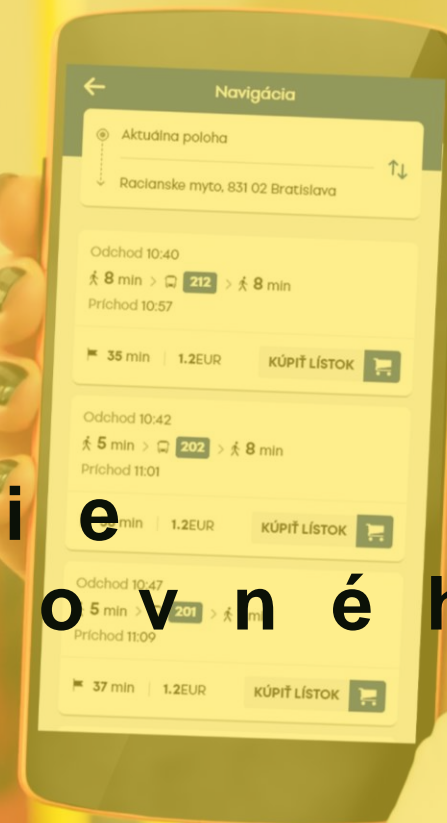 Navigácia
Aktuálna poloha
Racianske myto, 831 02 Bratislava
Odchod 10:40
8 min > 212 > 8 min
Príchod 10:57
35 min | 1.2EUR KÚPIŤ LÍSTOK
Odchod 10:42
5 min > 202 > 8 min
Príchod 11:01
i e
min | 1.2EUR KÚPIŤ LÍSTOK
Odchod 10:47
o v n é h
5 min > 201 >
Príchod 11:09
37 min | 1.2EUR KÚPIŤ LÍSTOK